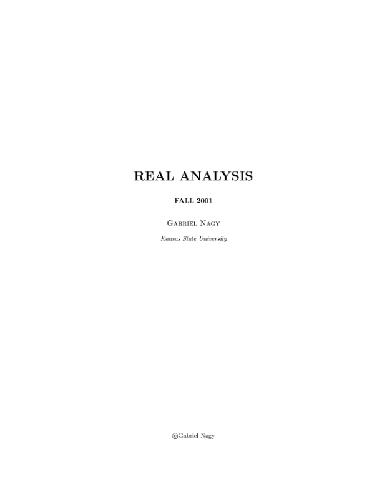 REAL ANALYSIS
FALL 2001
GABRIEL NAGY
Kansas State University
©Gabriel Nagy